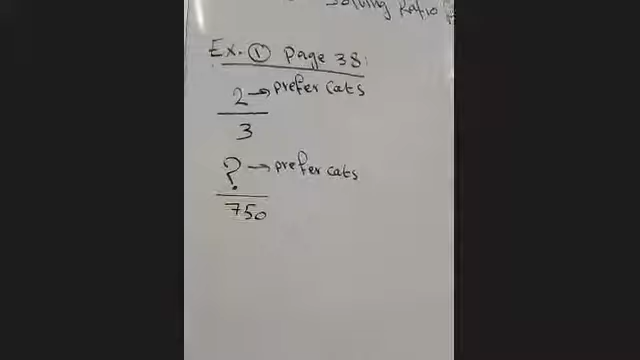 Solving Ratio
Ex. ① page 38:
2 → prefer cats
3
? → prefer cats
750